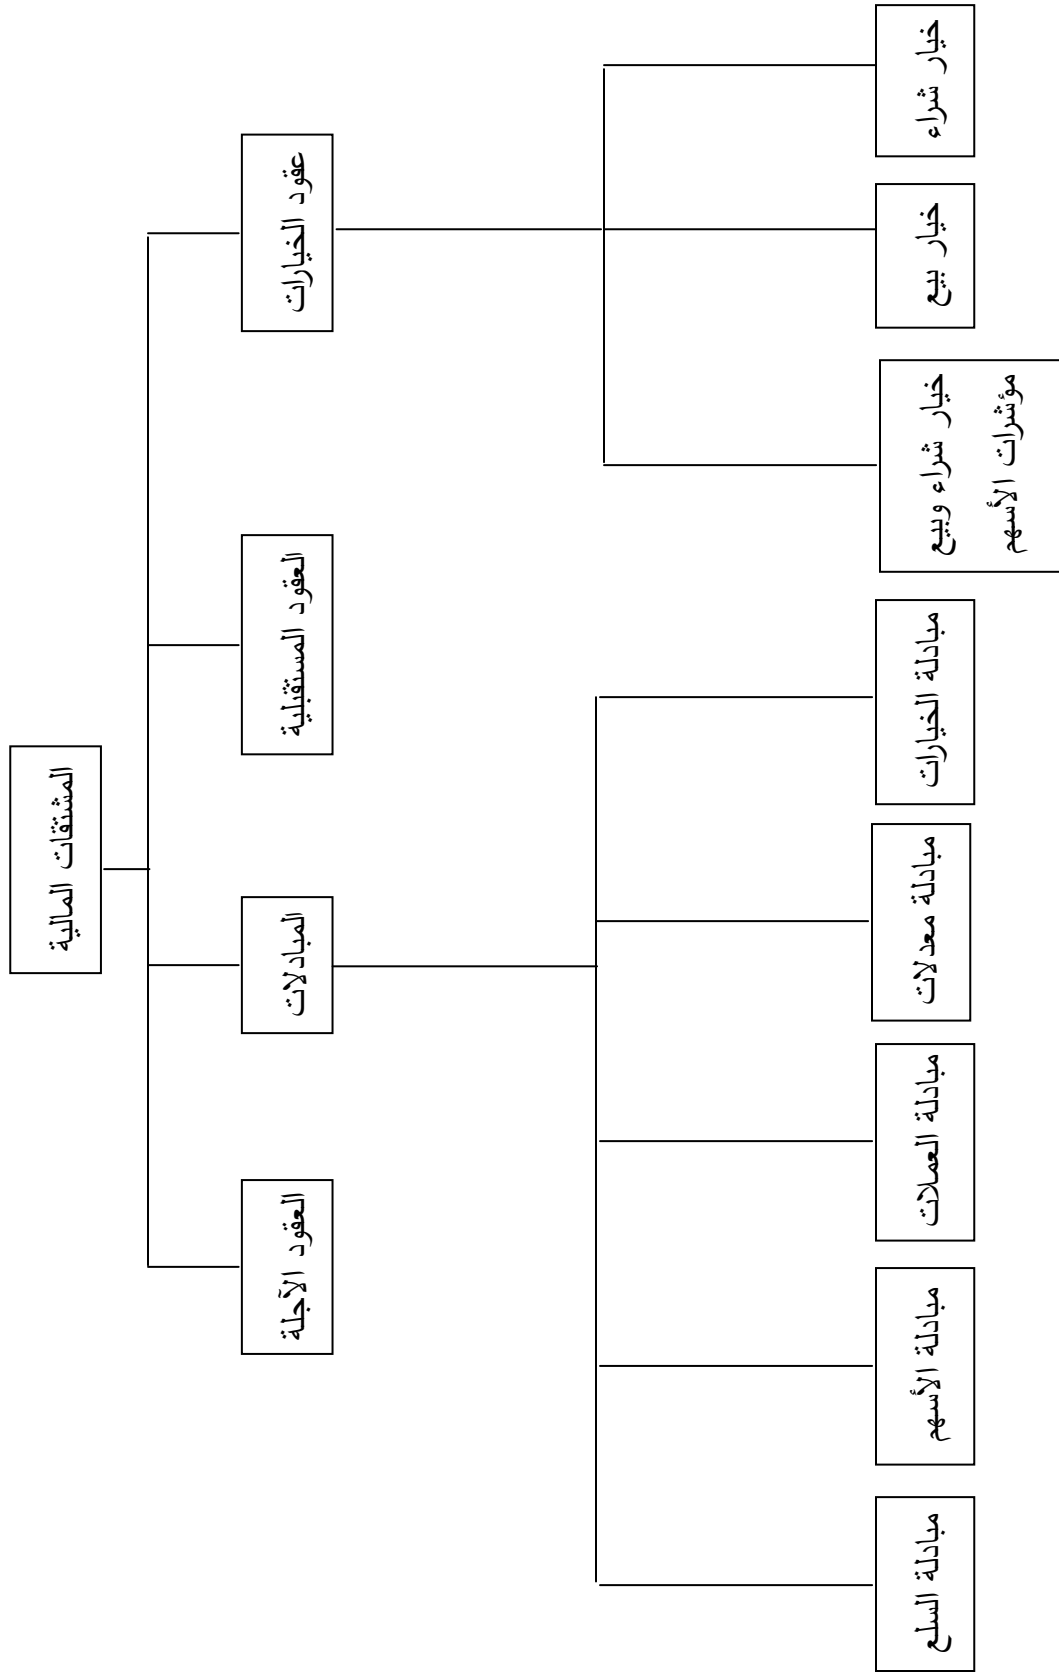 المشتقات المالية
عقود الخيارات
العقود المستقبلية
المبادلات
العقود الآجلة
خيار شراء
خيار بيع
خيار شراء وبيع
مؤشرات الأسهم
مبادلة الخيارات
مبادلة معدلات
مبادلة العملات
مبادلة الأسهم
مبادلة السلع